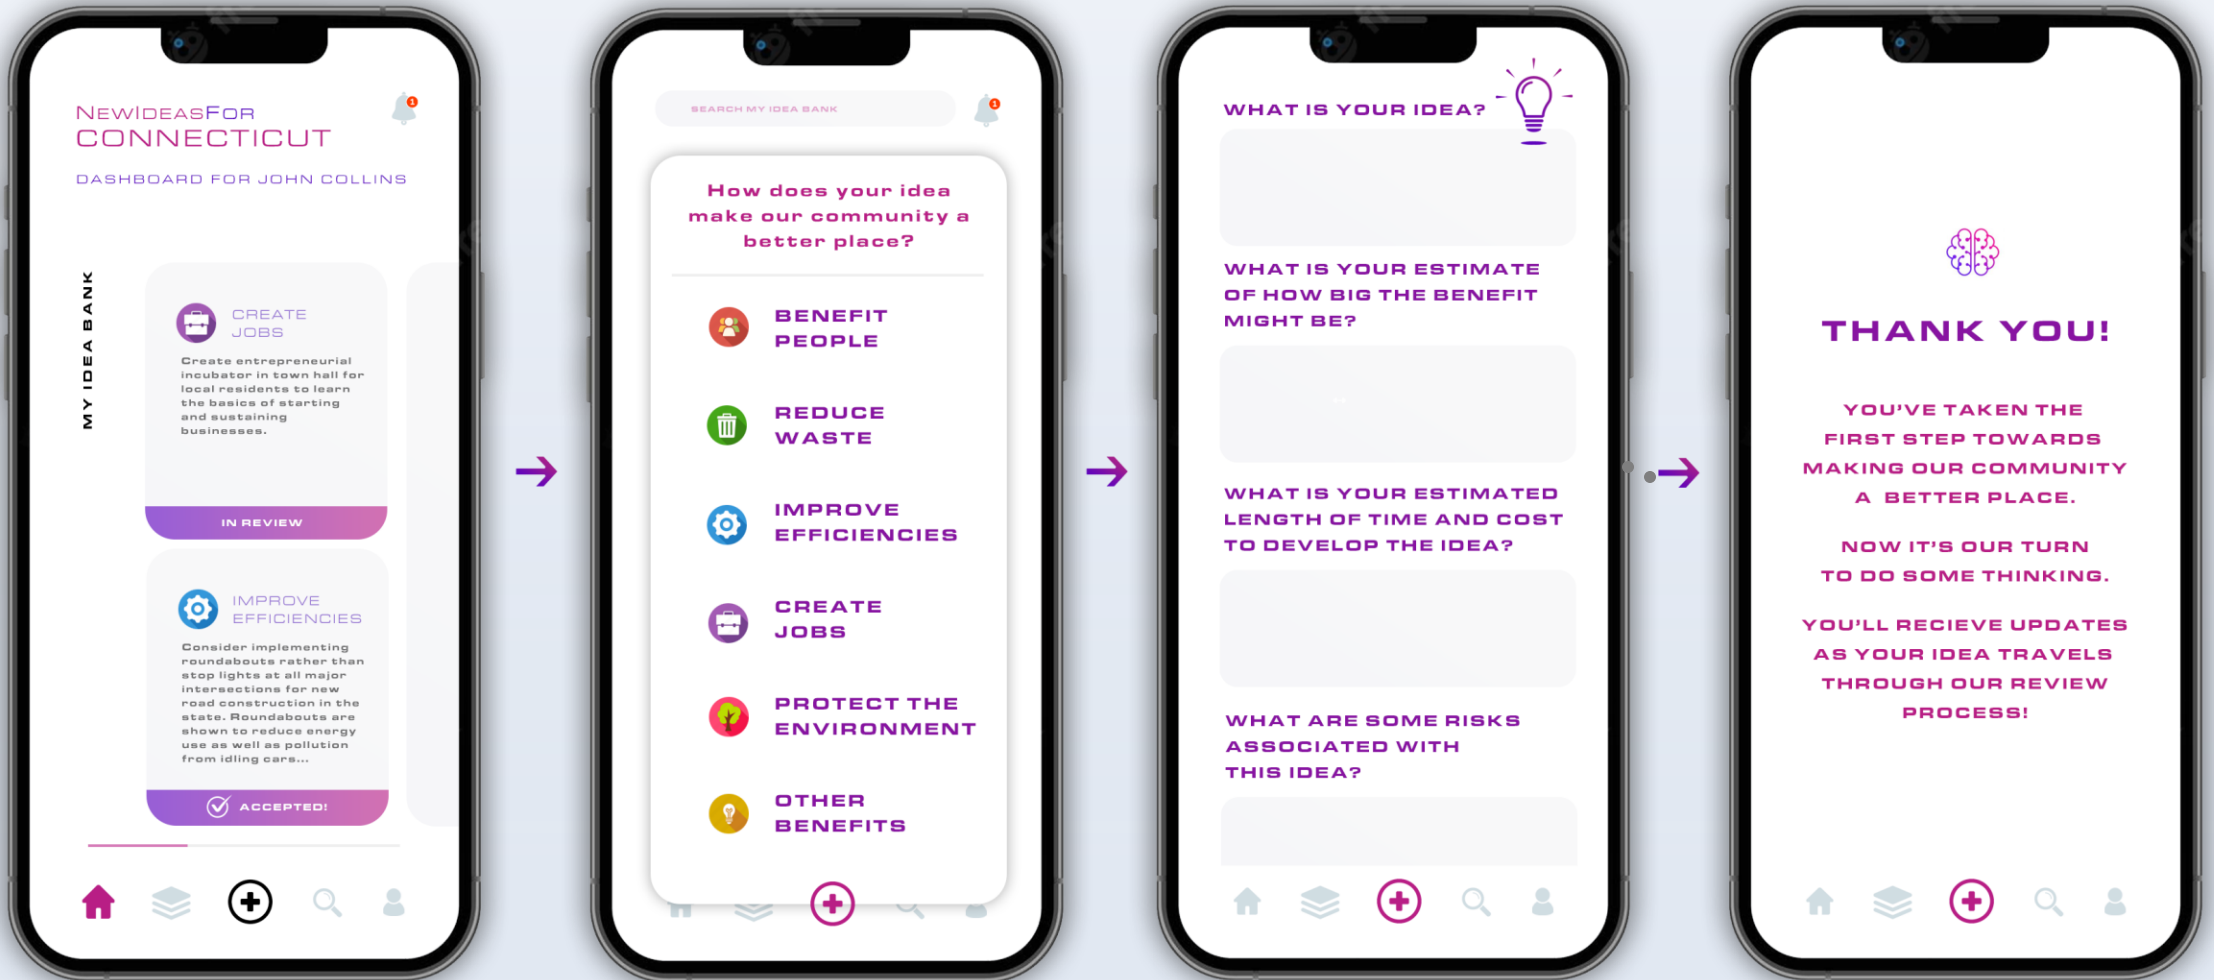 NEWIDEASFOR
CONNECTICUT
1
DASHBOARD FOR JOHN COLLINS
MY IDEA BANK
CREATE
JOBS
Create entrepreneurial
incubator in town hall for
local residents to learn
the basics of starting
and sustaining
businesses.
IN REVIEW
IMPROVE
EFFICIENCIES
Consider implementing
roundabouts rather than
stop lights at all major
intersections for new
road construction in the
state. Roundabouts are
shown to reduce energy
use as well as pollution
from idling cars...
ACCEPTED!
SEARCH MY IDEA BANK
1
How does your idea
make our community a
better place?
BENEFIT
PEOPLE
REDUCE
WASTE
IMPROVE
EFFICIENCIES
CREATE
JOBS
PROTECT THE
ENVIRONMENT
OTHER
BENEFITS
WHAT IS YOUR IDEA?
WHAT IS YOUR ESTIMATE
OF HOW BIG THE BENEFIT
MIGHT BE?
WHAT IS YOUR ESTIMATED
LENGTH OF TIME AND COST
TO DEVELOP THE IDEA?
WHAT ARE SOME RISKS
ASSOCIATED WITH
THIS IDEA?
THANK YOU!
YOU'VE TAKEN THE
FIRST STEP TOWARDS
MAKING OUR COMMUNITY
A BETTER PLACE.
NOW IT'S OUR TURN
TO DO SOME THINKING.
YOU'LL RECIEVE UPDATES
AS YOUR IDEA TRAVELS
THROUGH OUR REVIEW
PROCESS!